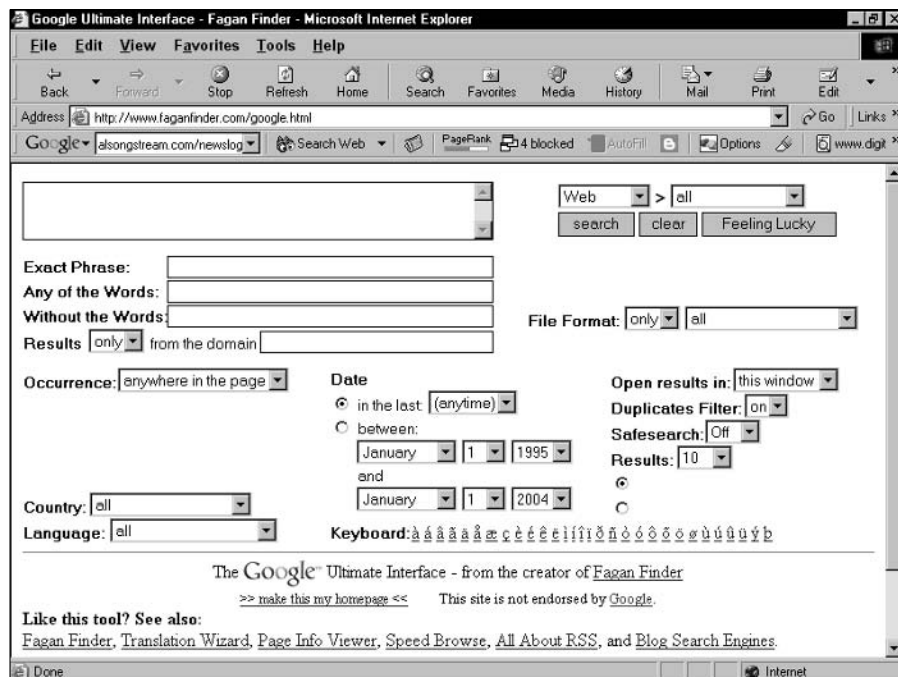 Google Ultimate Interface - Fagan Finder - Microsoft Internet Explorer
File Edit View Favorites Tools Help
Back Forward Stop Refresh Home Search Favorites Media History Mail Print Edit
Address http://www.faganfinder.com/google.html Go Links
Google alsongstream.com/newslog Search Web PageRank 4 blocked AutoFill Options www.digit
Web > all
search clear Feeling Lucky
Exact Phrase:
Any of the Words:
Without the Words:
File Format: only all
Results only from the domain
Occurrence: anywhere in the page
Date
Open results in: this window
in the last: (anytime)
Duplicates Filter: on
between:
Safesearch: Off
January 1 1995
Results: 10
and
January 1 2004
Country: all
Language: all
Keyboard: à á â ã ä å æ ç è é ê ë ì í î ï ð ñ ò ó ô õ ö ø ù ú û ü ý þ
The Google™ Ultimate Interface - from the creator of Fagan Finder
>> make this my homepage << This site is not endorsed by Google.
Like this tool? See also:
Fagan Finder, Translation Wizard, Page Info Viewer, Speed Browse, All About RSS, and Blog Search Engines.
Done Internet